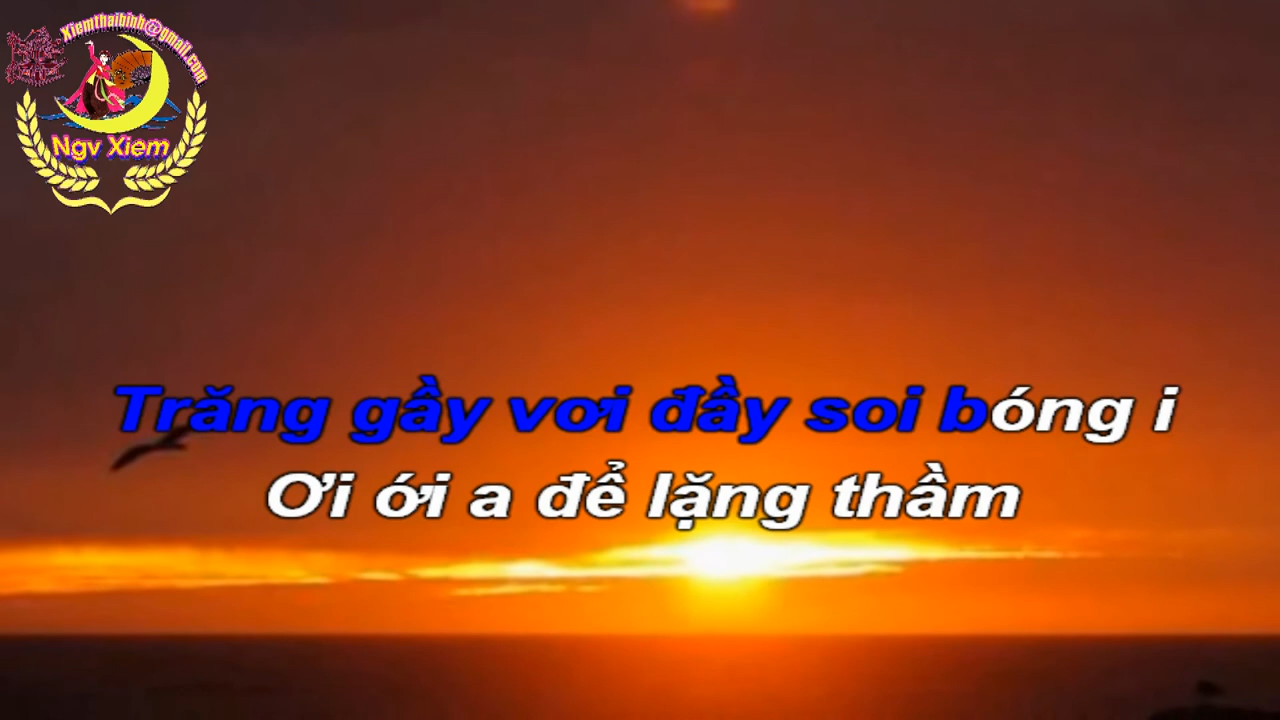 Xiemthaibinh@gmail.com
Ngv Xiem
Trăng gầy vơi đầy soi bóng i
Ơi ới a để lặng thầm